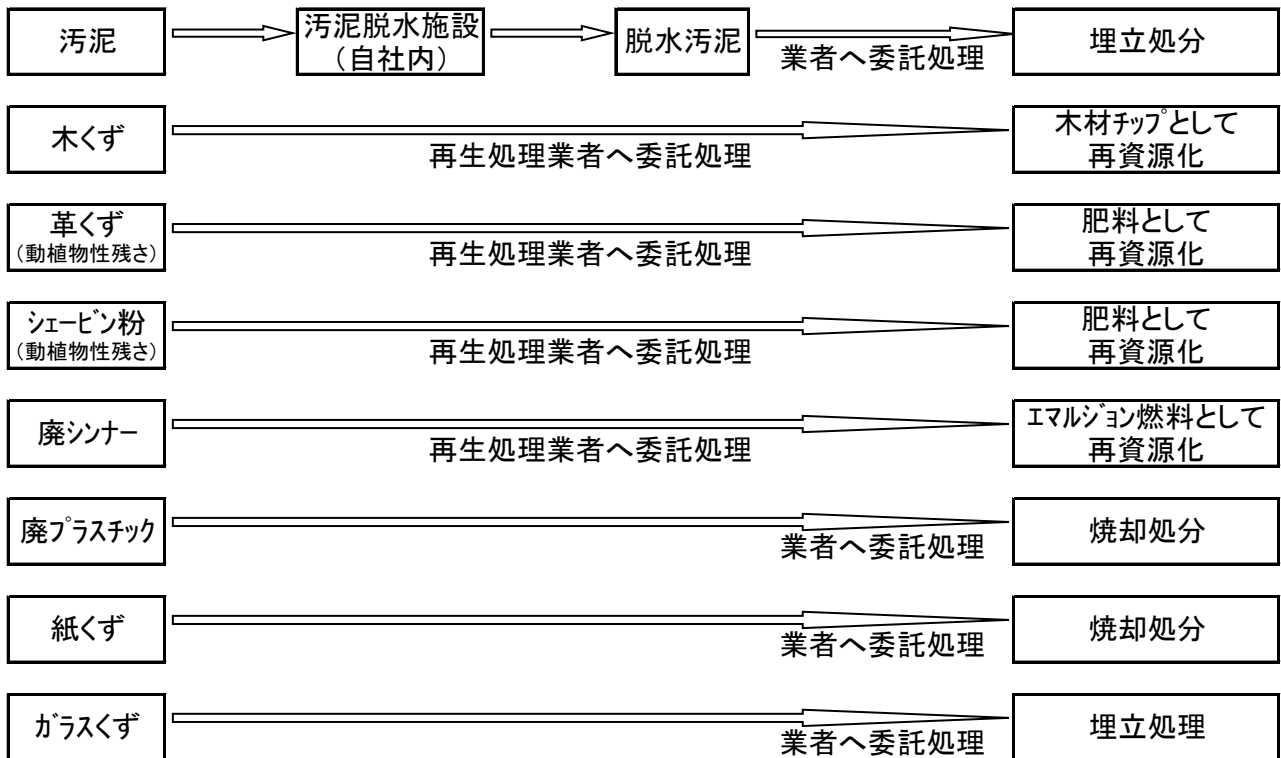 汚泥
汚泥脱水施設
（自社内）
脱水汚泥
業者へ委託処理
埋立処分
木くず
再生処理業者へ委託処理
木材ﾁｯﾌﾟとして
再資源化
革くず
（動植物性残さ）
再生処理業者へ委託処理
肥料として
再資源化
ｼｪｰﾋﾞﾝ粉
（動植物性残さ）
再生処理業者へ委託処理
肥料として
再資源化
廃シンナー
再生処理業者へ委託処理
ｴﾏﾙｼﾞｮﾝ燃料として
再資源化
廃ﾌﾟﾗｽﾁｯｸ
業者へ委託処理
焼却処分
紙くず
業者へ委託処理
焼却処分
ｶﾞﾗｽくず
業者へ委託処理
埋立処理